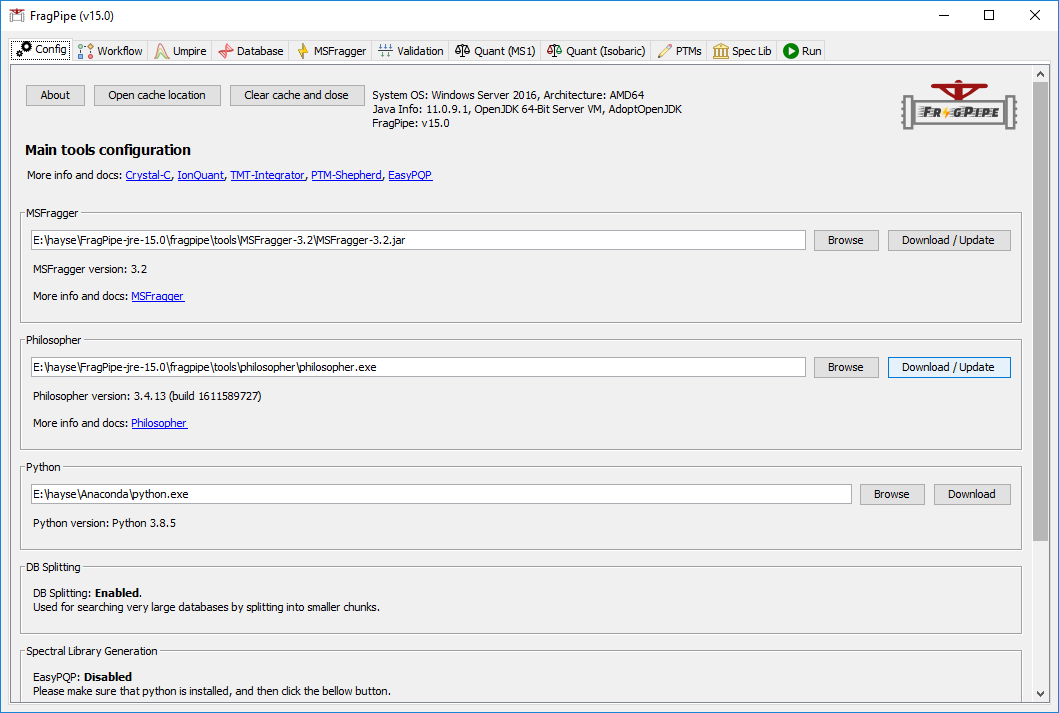 FragPipe (v15.0)
Config Workflow Umpire Database MSFragger Validation Quant (MS1) Quant (Isobaric) PTMs Spec Lib Run
About Open cache location Clear cache and close
System OS: Windows Server 2016, Architecture: AMD64
Java Info: 11.0.9.1, OpenJDK 64-Bit Server VM, AdoptOpenJDK
FragPipe: v15.0
FRAGPIPE
Main tools configuration
More info and docs: Crystal-C, IonQuant, TMT-Integrator, PTM-Shepherd, EasyPQP
MSFragger
E:\hayse\FragPipe-jre-15.0\fragpipe\tools\MSFragger-3.2\MSFragger-3.2.jar Browse Download / Update
MSFragger version: 3.2
More info and docs: MSFragger
Philosopher
E:\hayse\FragPipe-jre-15.0\fragpipe\tools\philosopher\philosopher.exe Browse Download / Update
Philosopher version: 3.4.13 (build 1611589727)
More info and docs: Philosopher
Python
E:\hayse\Anaconda\python.exe Browse Download
Python version: Python 3.8.5
DB Splitting
DB Splitting: Enabled.
Used for searching very large databases by splitting into smaller chunks.
Spectral Library Generation
EasyPQP: Disabled
Please make sure that python is installed, and then click the bellow button.